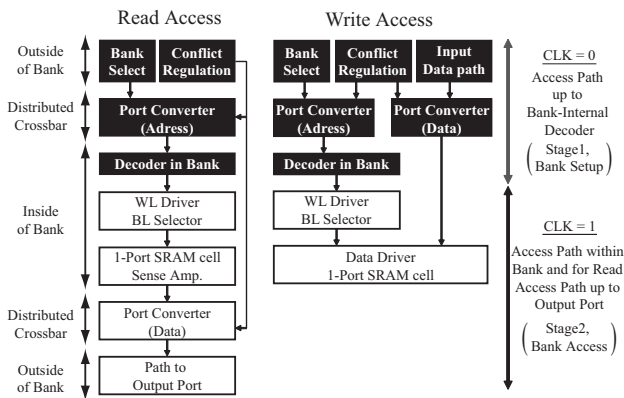 Read Access
Write Access
Outside
of Bank
Distributed
Crossbar
Inside
of Bank
Distributed
Crossbar
Outside
of Bank
Bank
Select
Conflict
Regulation
Port Converter
(Adress)
Decoder in Bank
WL Driver
BL Selector
1-Port SRAM cell
Sense Amp.
Port Converter
(Data)
Path to
Output Port
Bank
Select
Conflict
Regulation
Input
Data path
Port Converter
(Adress)
Port Converter
(Data)
Decoder in Bank
WL Driver
BL Selector
Data Driver
1-Port SRAM cell
CLK = 0
Access Path
up to
Bank-Internal
Decoder
(Stage1,
Bank Setup)
CLK = 1
Access Path within
Bank and for Read
Access Path up to
Output Port
(Stage2,
Bank Access)